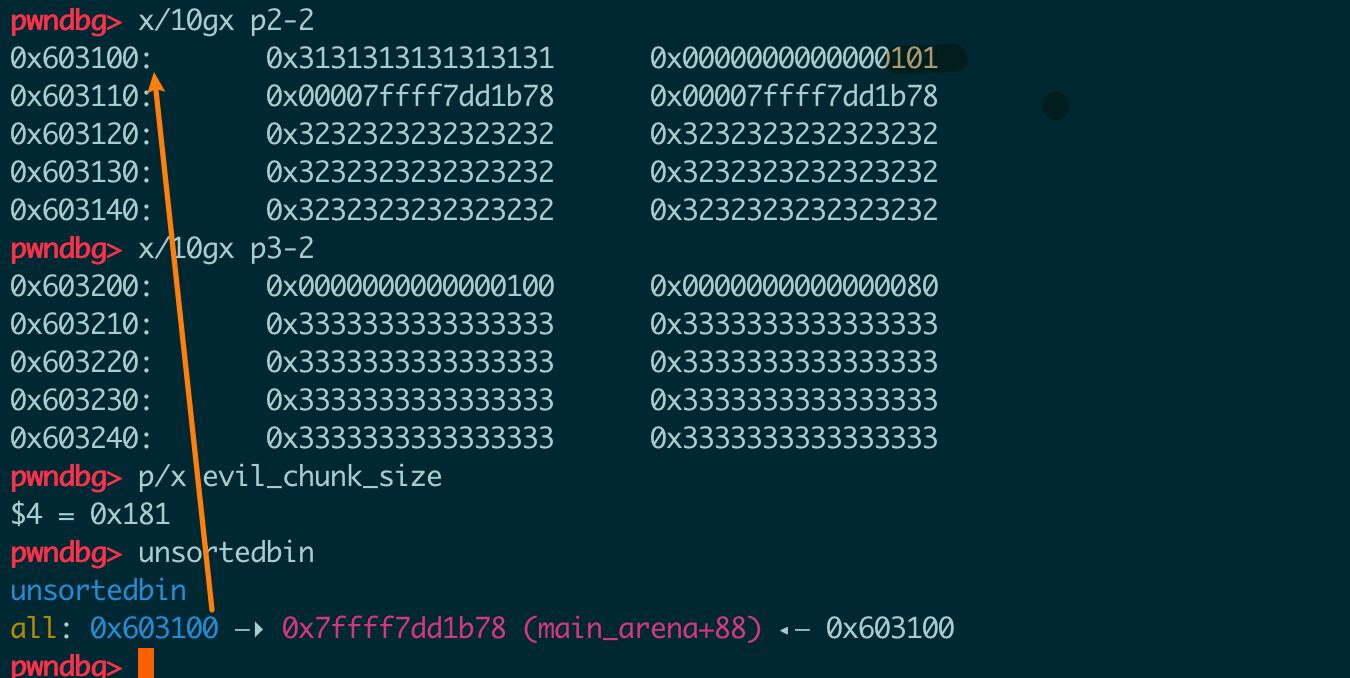 pwndbg> x/10gx p2-2
0x603100: 0x3131313131313131 0x0000000000000101
0x603110: 0x00007ffff7dd1b78 0x00007ffff7dd1b78
0x603120: 0x3232323232323232 0x3232323232323232
0x603130: 0x3232323232323232 0x3232323232323232
0x603140: 0x3232323232323232 0x3232323232323232
pwndbg> x/10gx p3-2
0x603200: 0x0000000000000100 0x0000000000000080
0x603210: 0x3333333333333333 0x3333333333333333
0x603220: 0x3333333333333333 0x3333333333333333
0x603230: 0x3333333333333333 0x3333333333333333
0x603240: 0x3333333333333333 0x3333333333333333
pwndbg> p/x evil_chunk_size
$4 = 0x181
pwndbg> unsortedbin
unsortedbin
all: 0x603100 —▸ 0x7ffff7dd1b78 (main_arena+88) ◂— 0x603100
pwndbg>